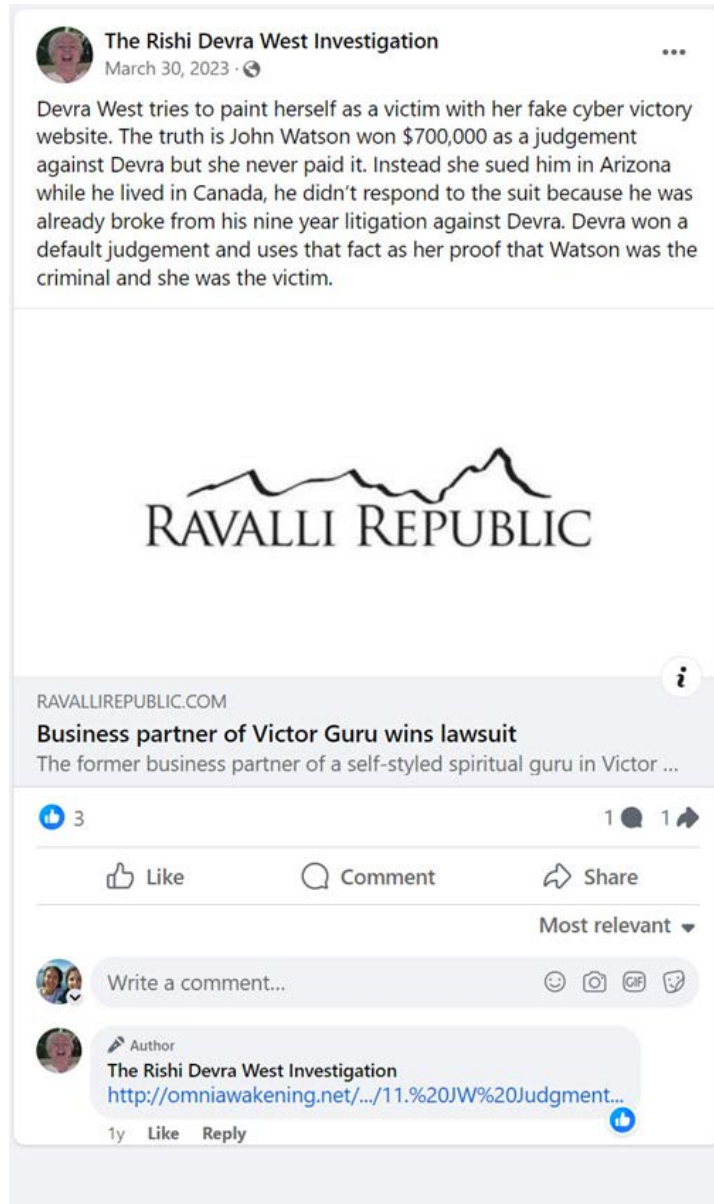 The Rishi Devra West Investigation
March 30, 2023 ·
Devra West tries to paint herself as a victim with her fake cyber victory
website. The truth is John Watson won $700,000 as a judgement
against Devra but she never paid it. Instead she sued him in Arizona
while he lived in Canada, he didn't respond to the suit because he was
already broke from his nine year litigation against Devra. Devra won a
default judgement and uses that fact as her proof that Watson was the
criminal and she was the victim.
RAVALLI REPUBLIC
i
RAVALLIREPUBLIC.COM
Business partner of Victor Guru wins lawsuit
The former business partner of a self-styled spiritual guru in Victor ...
3 1 1
Like Comment Share
Most relevant
Write a comment... GIF
Author
The Rishi Devra West Investigation
http://omniawakening.net/.../11.%20JW%20Judgment...
1y Like Reply